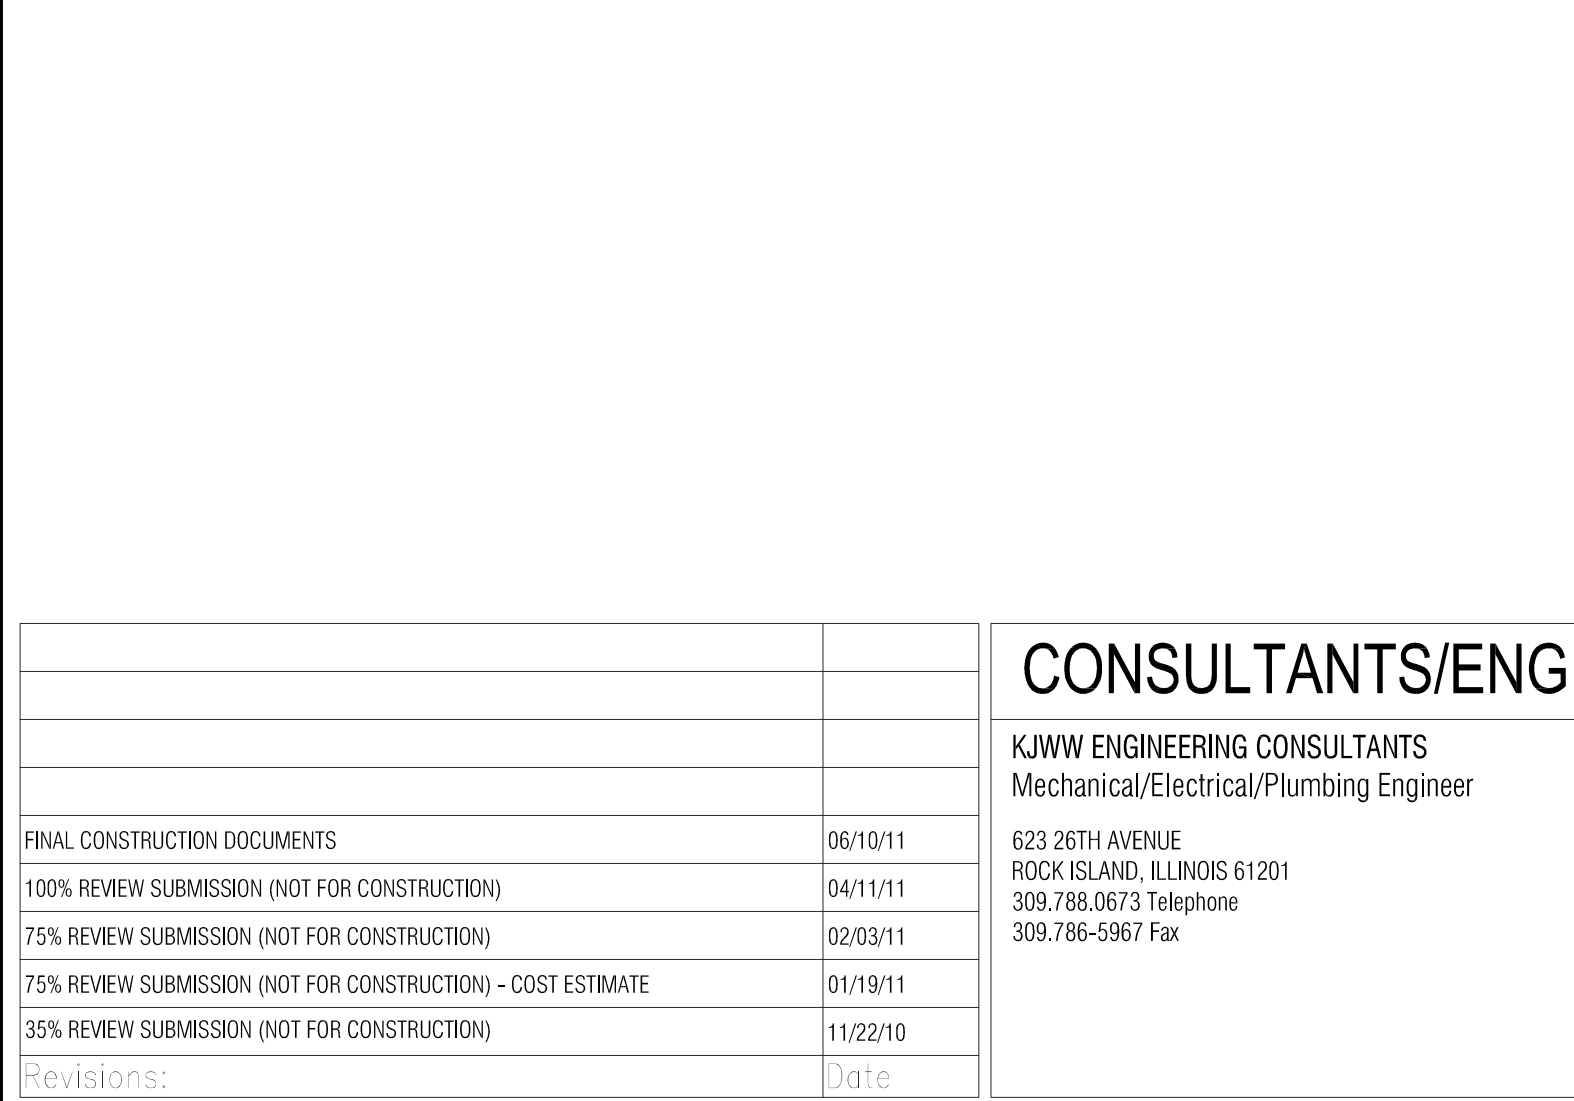 FINAL CONSTRUCTION DOCUMENTS 06/10/11
100% REVIEW SUBMISSION (NOT FOR CONSTRUCTION) 04/11/11
75% REVIEW SUBMISSION (NOT FOR CONSTRUCTION) 02/03/11
75% REVIEW SUBMISSION (NOT FOR CONSTRUCTION) - COST ESTIMATE 01/19/11
35% REVIEW SUBMISSION (NOT FOR CONSTRUCTION) 11/22/10
Revisions: Date
CONSULTANTS/ENG
KJWW ENGINEERING CONSULTANTS
Mechanical/Electrical/Plumbing Engineer
623 26TH AVENUE
ROCK ISLAND, ILLINOIS 61201
309.788.0673 Telephone
309.786-5967 Fax